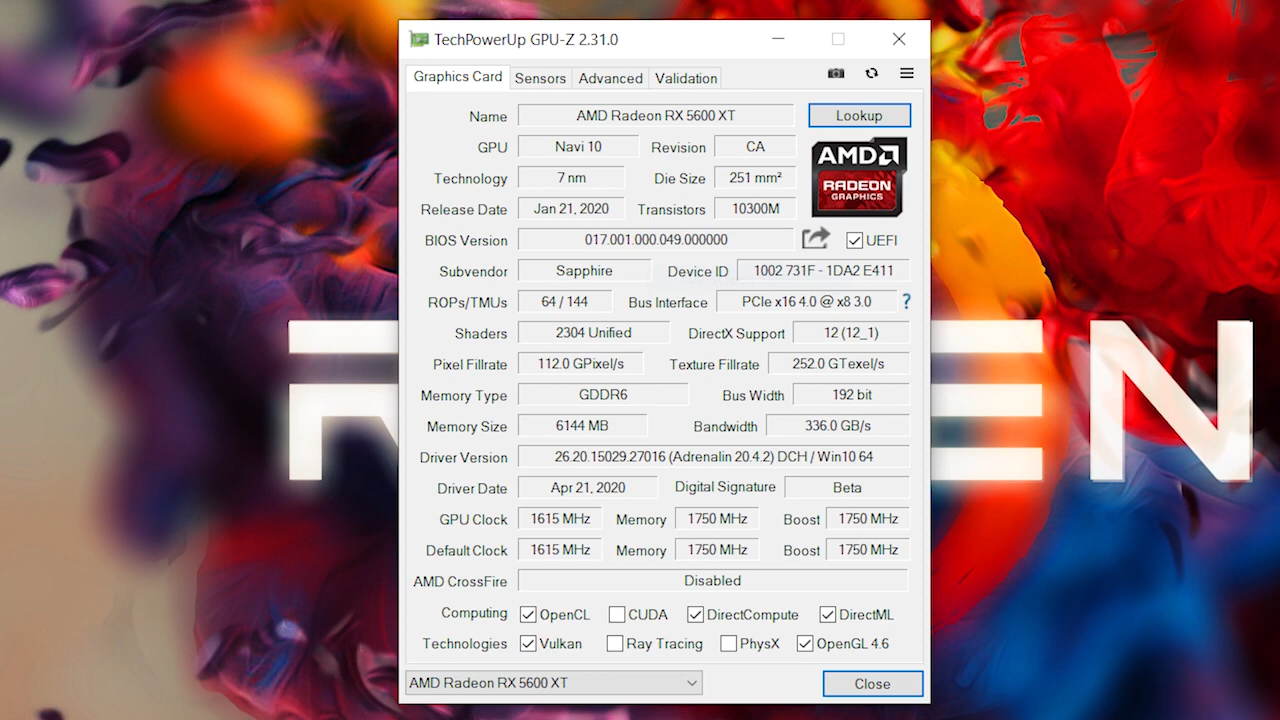 TechPowerUp GPU-Z 2.31.0
Graphics Card Sensors Advanced Validation
Name AMD Radeon RX 5600 XT Lookup
GPU Navi 10 Revision CA
AMD
RADEON
GRAPHICS
Technology 7 nm Die Size 251 mm²
Release Date Jan 21, 2020 Transistors 10300M
BIOS Version 017.001.000.049.000000 UEFI
Subvendor Sapphire Device ID 1002 731F - 1DA2 E411
ROPs/TMUs 64 / 144 Bus Interface PCIe x16 4.0 @ x8 3.0 ?
Shaders 2304 Unified DirectX Support 12 (12_1)
Pixel Fillrate 112.0 GPixel/s Texture Fillrate 252.0 GTexel/s
Memory Type GDDR6 Bus Width 192 bit
Memory Size 6144 MB Bandwidth 336.0 GB/s
Driver Version 26.20.15029.27016 (Adrenalin 20.4.2) DCH / Win10 64
Driver Date Apr 21, 2020 Digital Signature Beta
GPU Clock 1615 MHz Memory 1750 MHz Boost 1750 MHz
Default Clock 1615 MHz Memory 1750 MHz Boost 1750 MHz
AMD CrossFire Disabled
Computing OpenCL CUDA DirectCompute DirectML
Technologies Vulkan Ray Tracing PhysX OpenGL 4.6
AMD Radeon RX 5600 XT Close